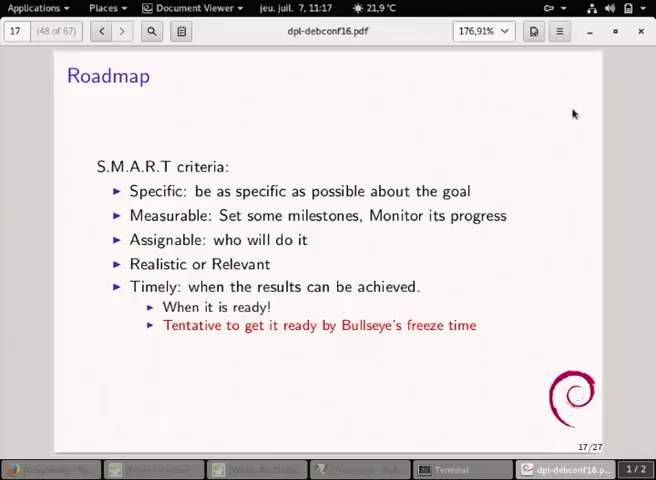 Applications Places Document Viewer jeu. juil. 7, 11:17 21,9 °C
17 (48 of 67) dpl-debconf16.pdf 176,91%
Roadmap
S.M.A.R.T criteria:
Specific: be as specific as possible about the goal
Measurable: Set some milestones, Monitor its progress
Assignable: who will do it
Realistic or Relevant
Timely: when the results can be achieved.
When it is ready!
Tentative to get it ready by Bullseye's freeze time
17/27
Terminal dpl-debconf16.p... 1 / 2